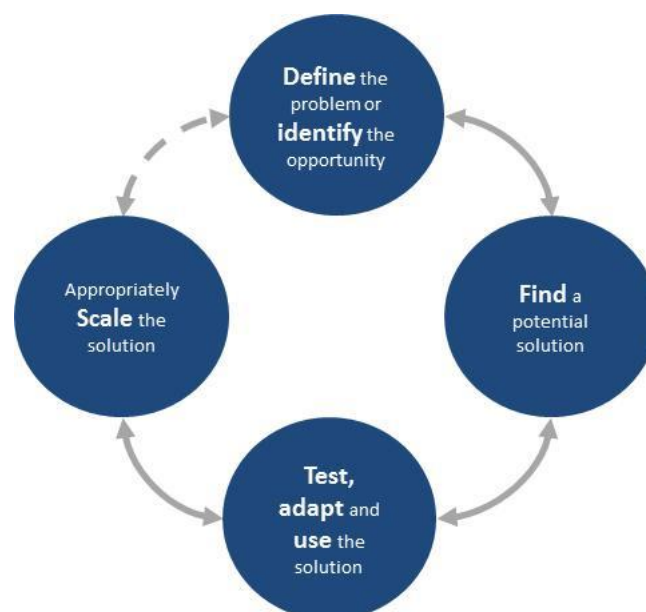 Define the
problem or
identify the
opportunity
Find a
potential
solution
Test,
adapt and
use the
solution
Appropriately
Scale the
solution